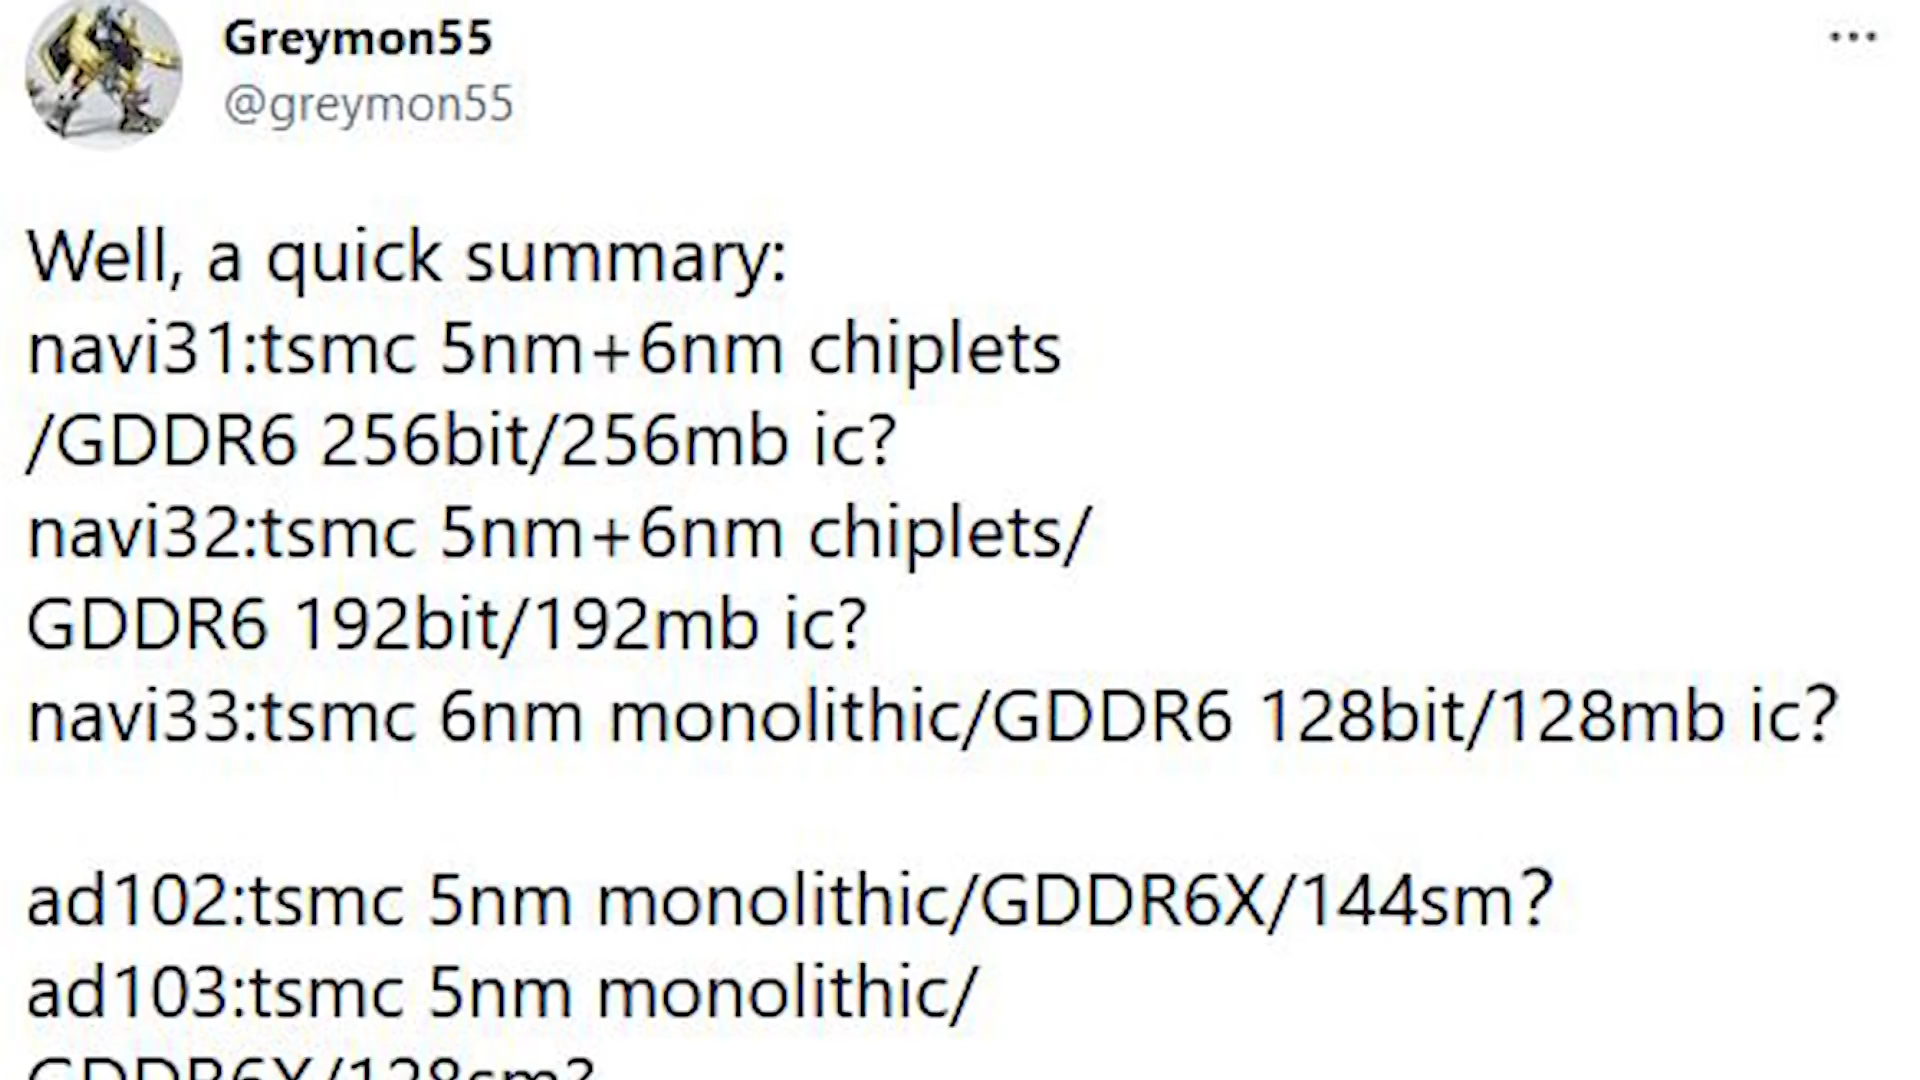 Greymon55
@greymon55
Well, a quick summary:
navi31:tsmc 5nm+6nm chiplets
/GDDR6 256bit/256mb ic?
navi32:tsmc 5nm+6nm chiplets/
GDDR6 192bit/192mb ic?
navi33:tsmc 6nm monolithic/GDDR6 128bit/128mb ic?
ad102:tsmc 5nm monolithic/GDDR6X/144sm?
ad103:tsmc 5nm monolithic/